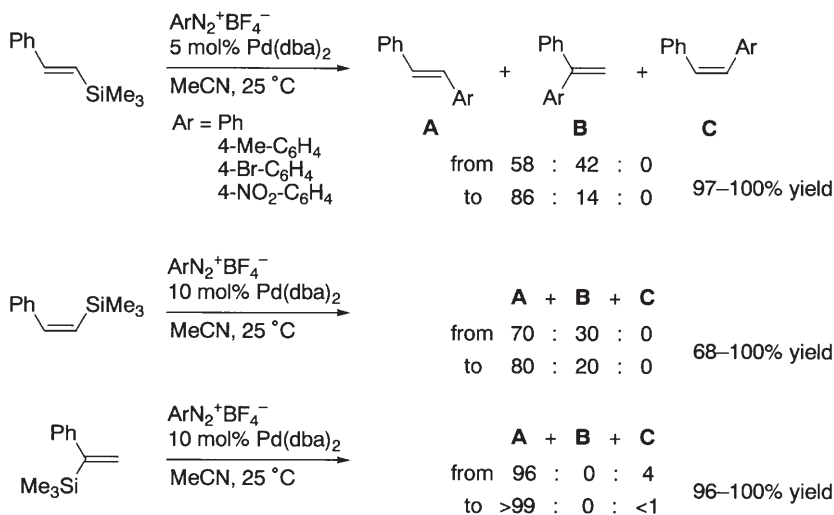 ArN2+BF4−
5 mol% Pd(dba)2
MeCN, 25 °C
Ph
SiMe3
Ar = Ph
4-Me-C6H4
4-Br-C6H4
4-NO2-C6H4
Ph
Ar
+
Ph
Ar
+
Ph
Ar
A B C
from 58 : 42 : 0
to 86 : 14 : 0
97–100% yield
Ph
SiMe3
ArN2+BF4−
10 mol% Pd(dba)2
MeCN, 25 °C
A + B + C
from 70 : 30 : 0
to 80 : 20 : 0
68–100% yield
Ph
Me3Si
ArN2+BF4−
10 mol% Pd(dba)2
MeCN, 25 °C
A + B + C
from 96 : 0 : 4
to >99 : 0 : <1
96–100% yield